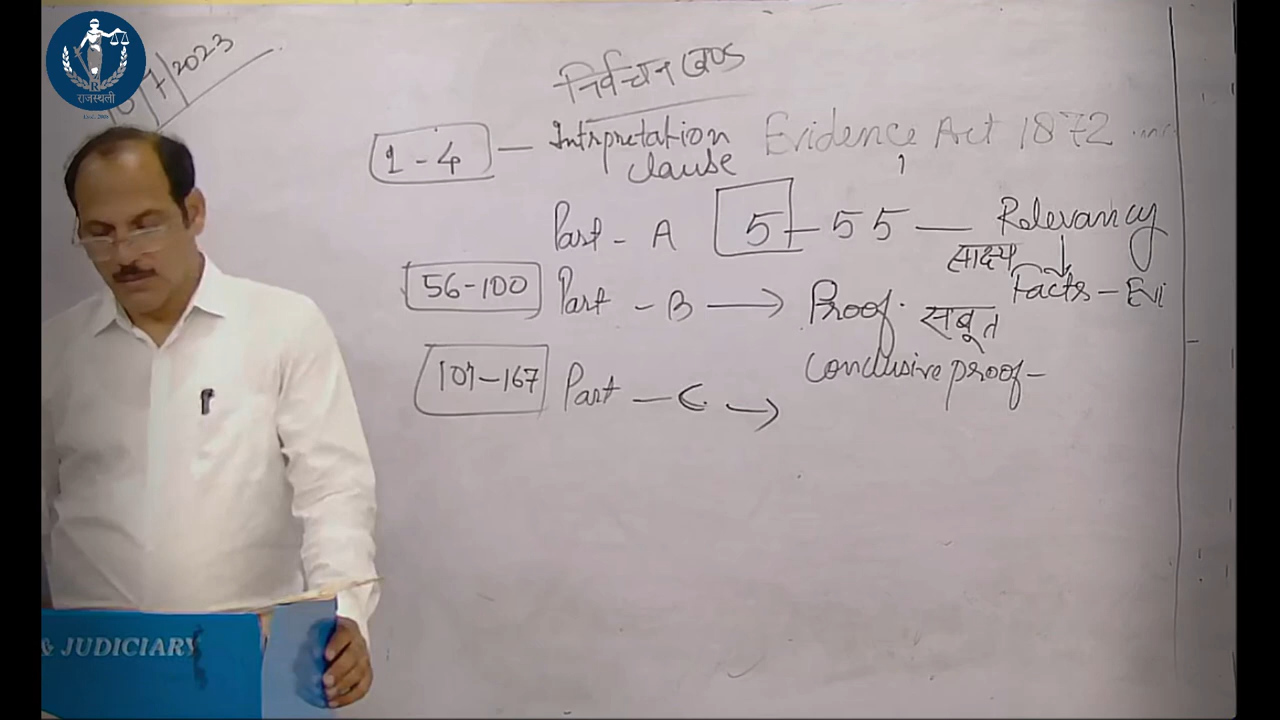 राजस्थली
/7/2023
निर्वचन खण्ड
1-4 — Intrpretation clause
Evidence Act 1872
Part - A 5 - 55 — Relevancy
साक्ष्य
Facts - Evi
56-100 Part - B → Proof. सबूत
Conclusive proof -
101-167 Part - C. →
& JUDICIARY